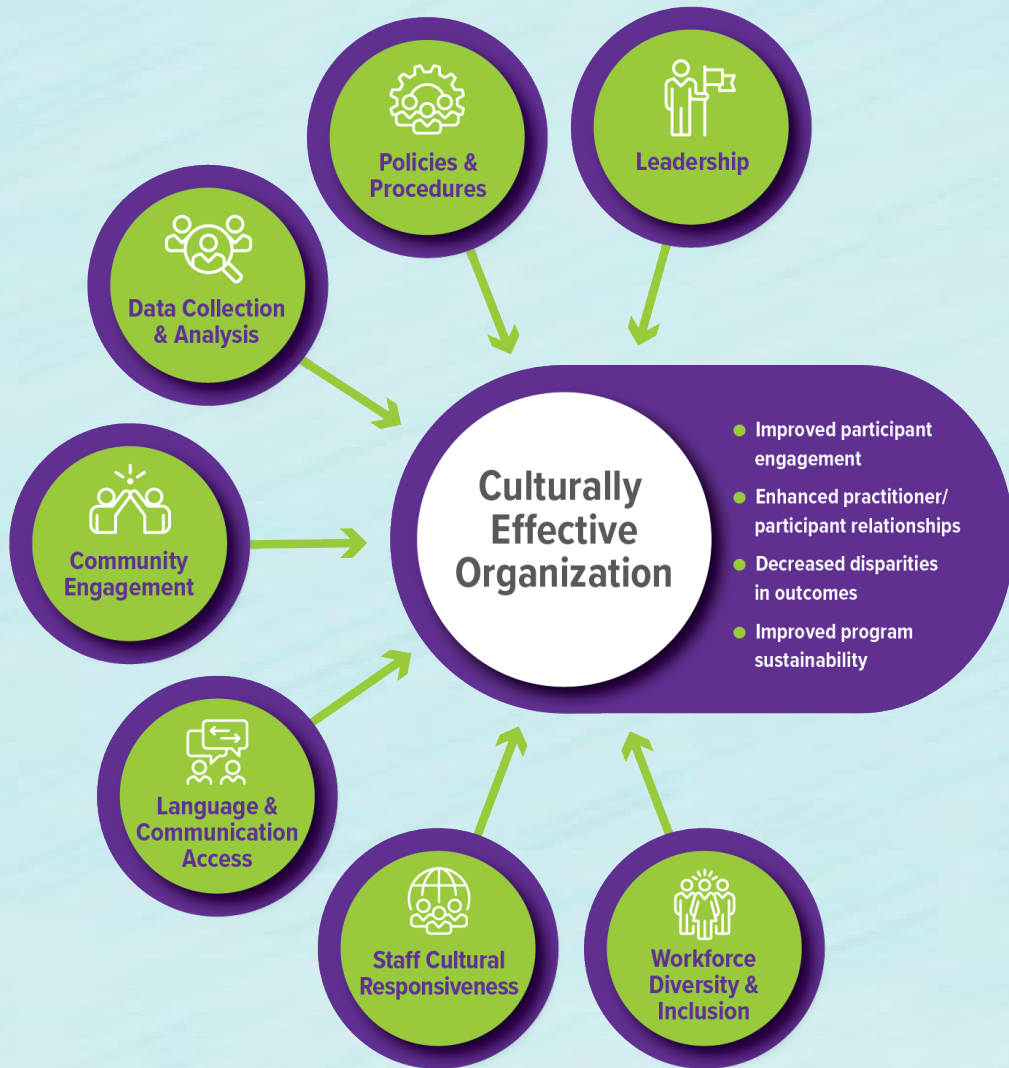 Policies &
Procedures
Leadership
Data Collection
& Analysis
Community
Engagement
Culturally
Effective
Organization
Improved participant
engagement
Enhanced practitioner/
participant relationships
Decreased disparities
in outcomes
Improved program
sustainability
Language &
Communication
Access
Staff Cultural
Responsiveness
Workforce
Diversity &
Inclusion